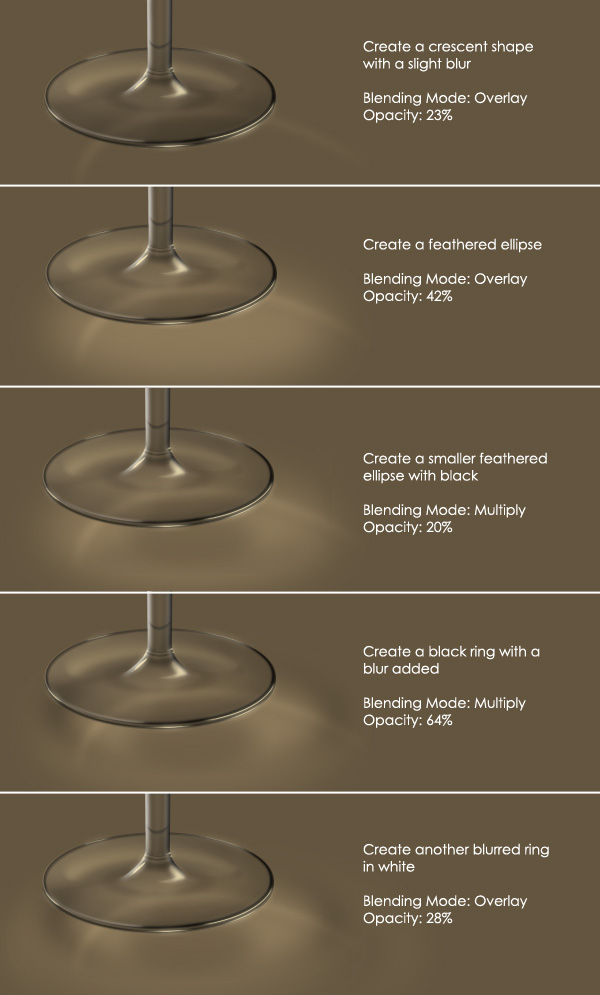 Create a crescent shape
with a slight blur
Blending Mode: Overlay
Opacity: 23%
Create a feathered ellipse
Blending Mode: Overlay
Opacity: 42%
Create a smaller feathered
ellipse with black
Blending Mode: Multiply
Opacity: 20%
Create a black ring with a
blur added
Blending Mode: Multiply
Opacity: 64%
Create another blurred ring
in white
Blending Mode: Overlay
Opacity: 28%